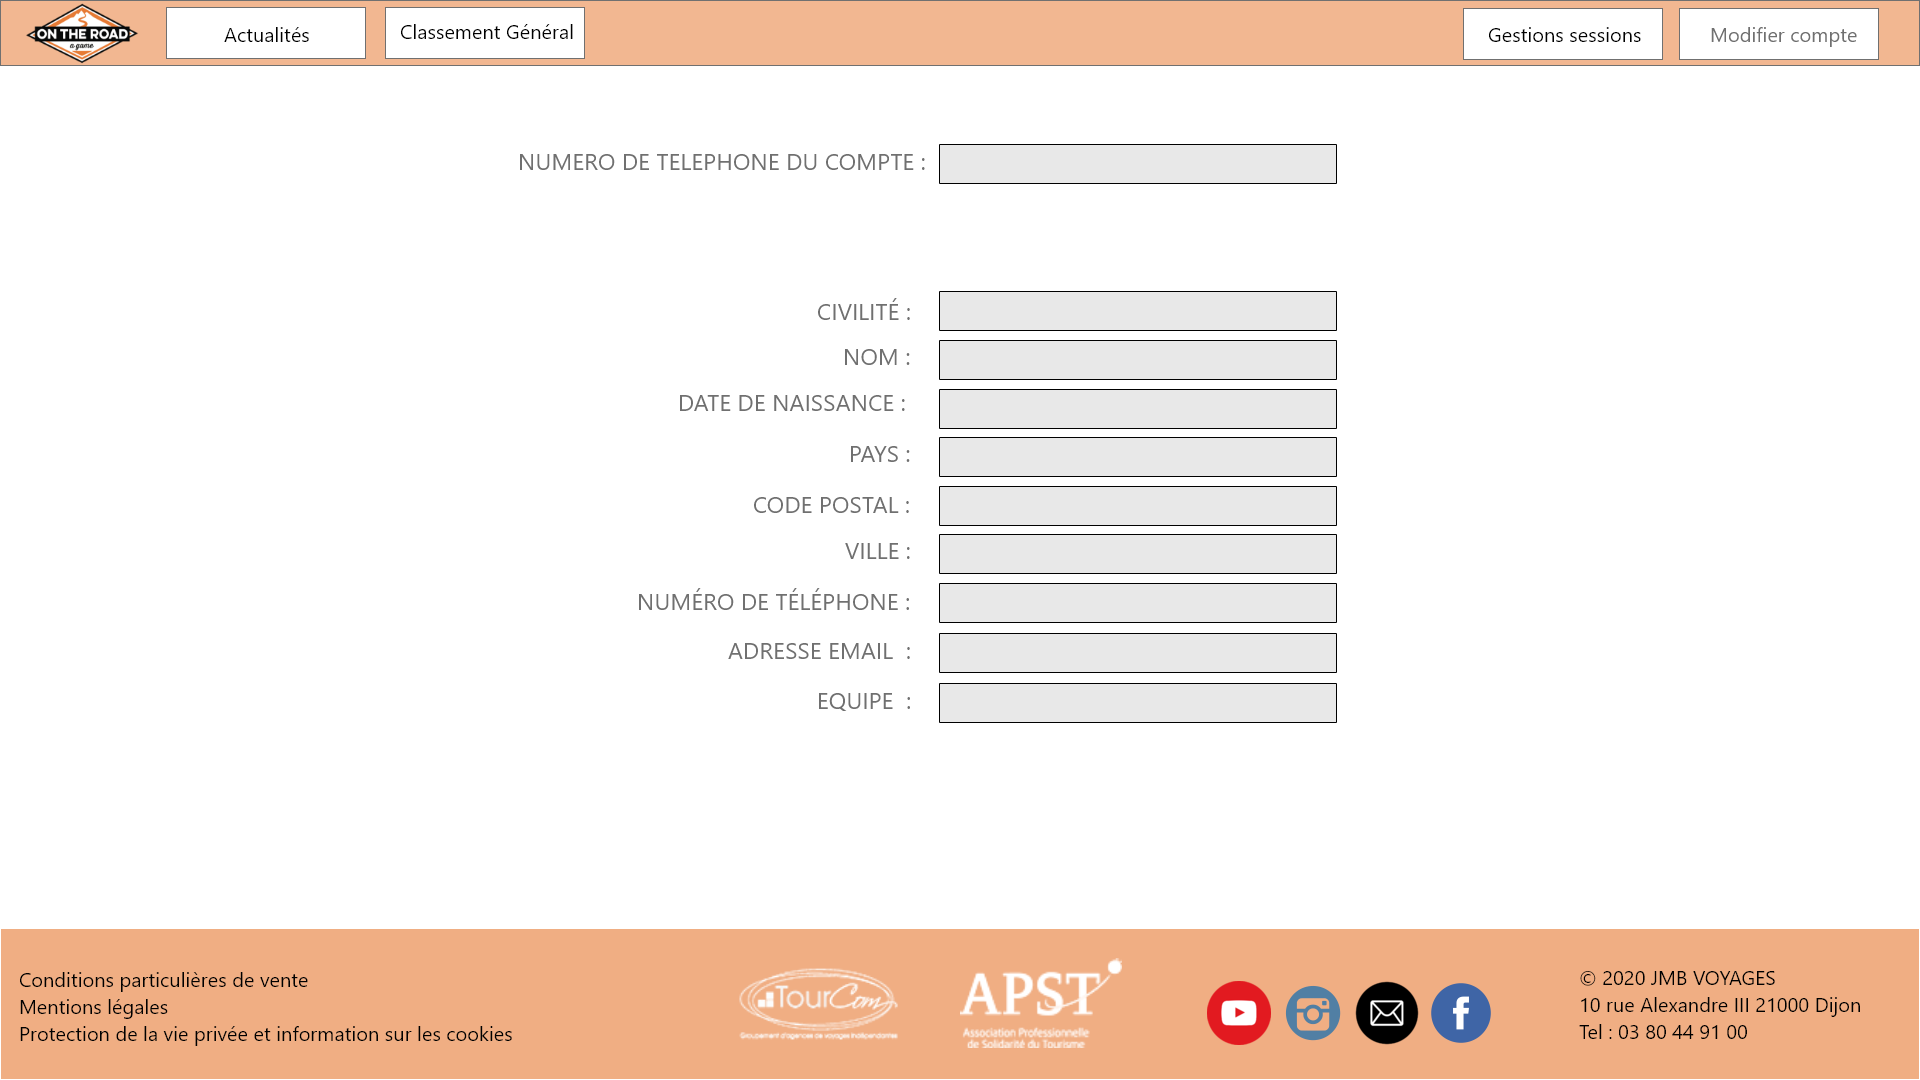 ON THE ROAD
a game
Actualités
Classement Général
Gestions sessions
Modifier compte
NUMERO DE TELEPHONE DU COMPTE :
CIVILITÉ :
NOM :
DATE DE NAISSANCE :
PAYS :
CODE POSTAL :
VILLE :
NUMÉRO DE TÉLÉPHONE :
ADRESSE EMAIL :
EQUIPE :
Conditions particulières de vente
Mentions légales
Protection de la vie privée et information sur les cookies
TourCom
Groupement d'agences de voyages indépendantes
APST
Association Professionnelle
de Solidarité du Tourisme
© 2020 JMB VOYAGES
10 rue Alexandre III 21000 Dijon
Tel : 03 80 44 91 00